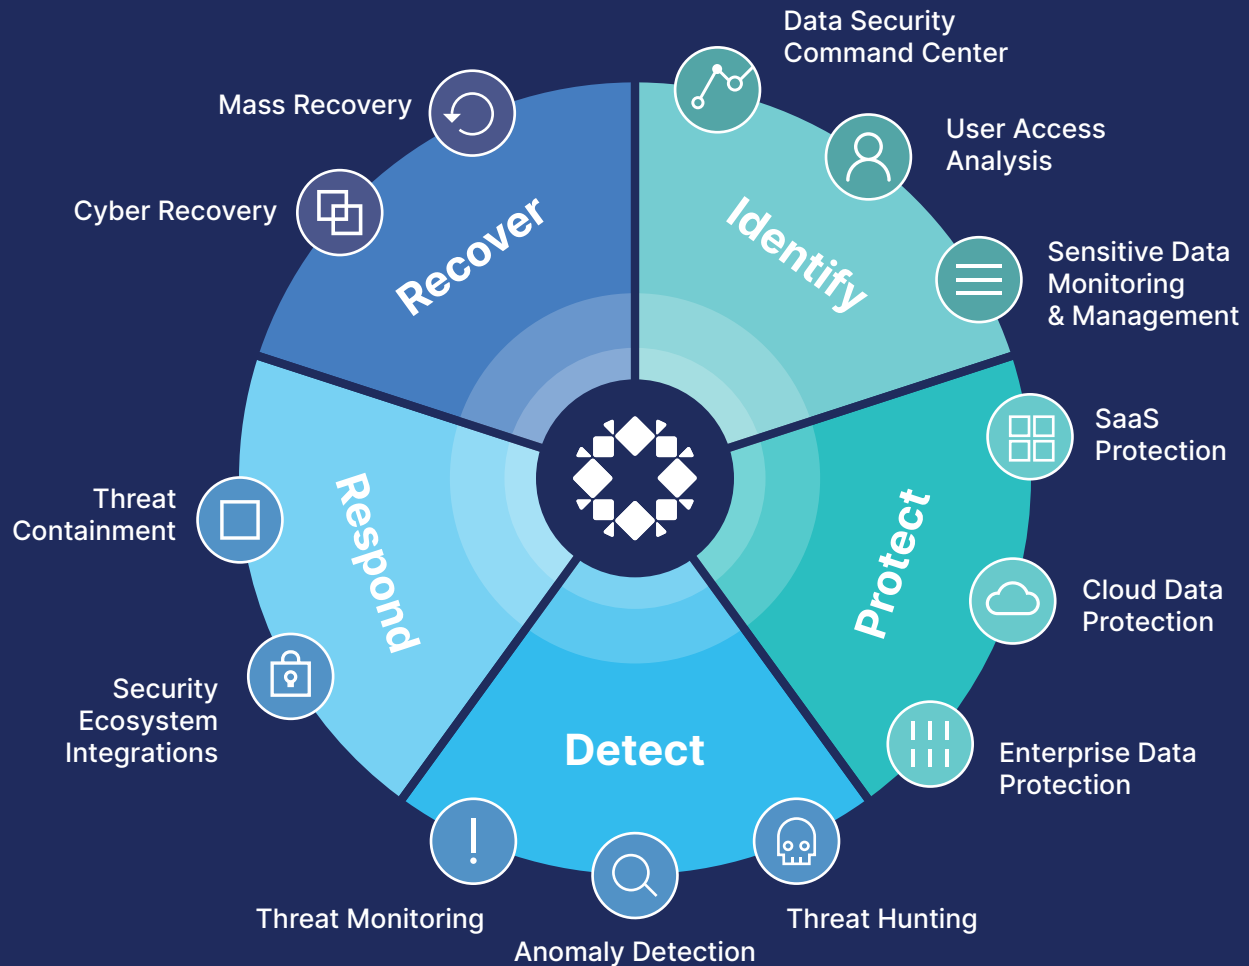 Data Security
Command Center
User Access
Analysis
Sensitive Data
Monitoring
& Management
Identify
SaaS
Protection
Cloud Data
Protection
Enterprise Data
Protection
Protect
Detect
Threat Hunting
Anomaly Detection
Threat Monitoring
Respond
Security
Ecosystem
Integrations
Threat
Containment
Recover
Cyber Recovery
Mass Recovery